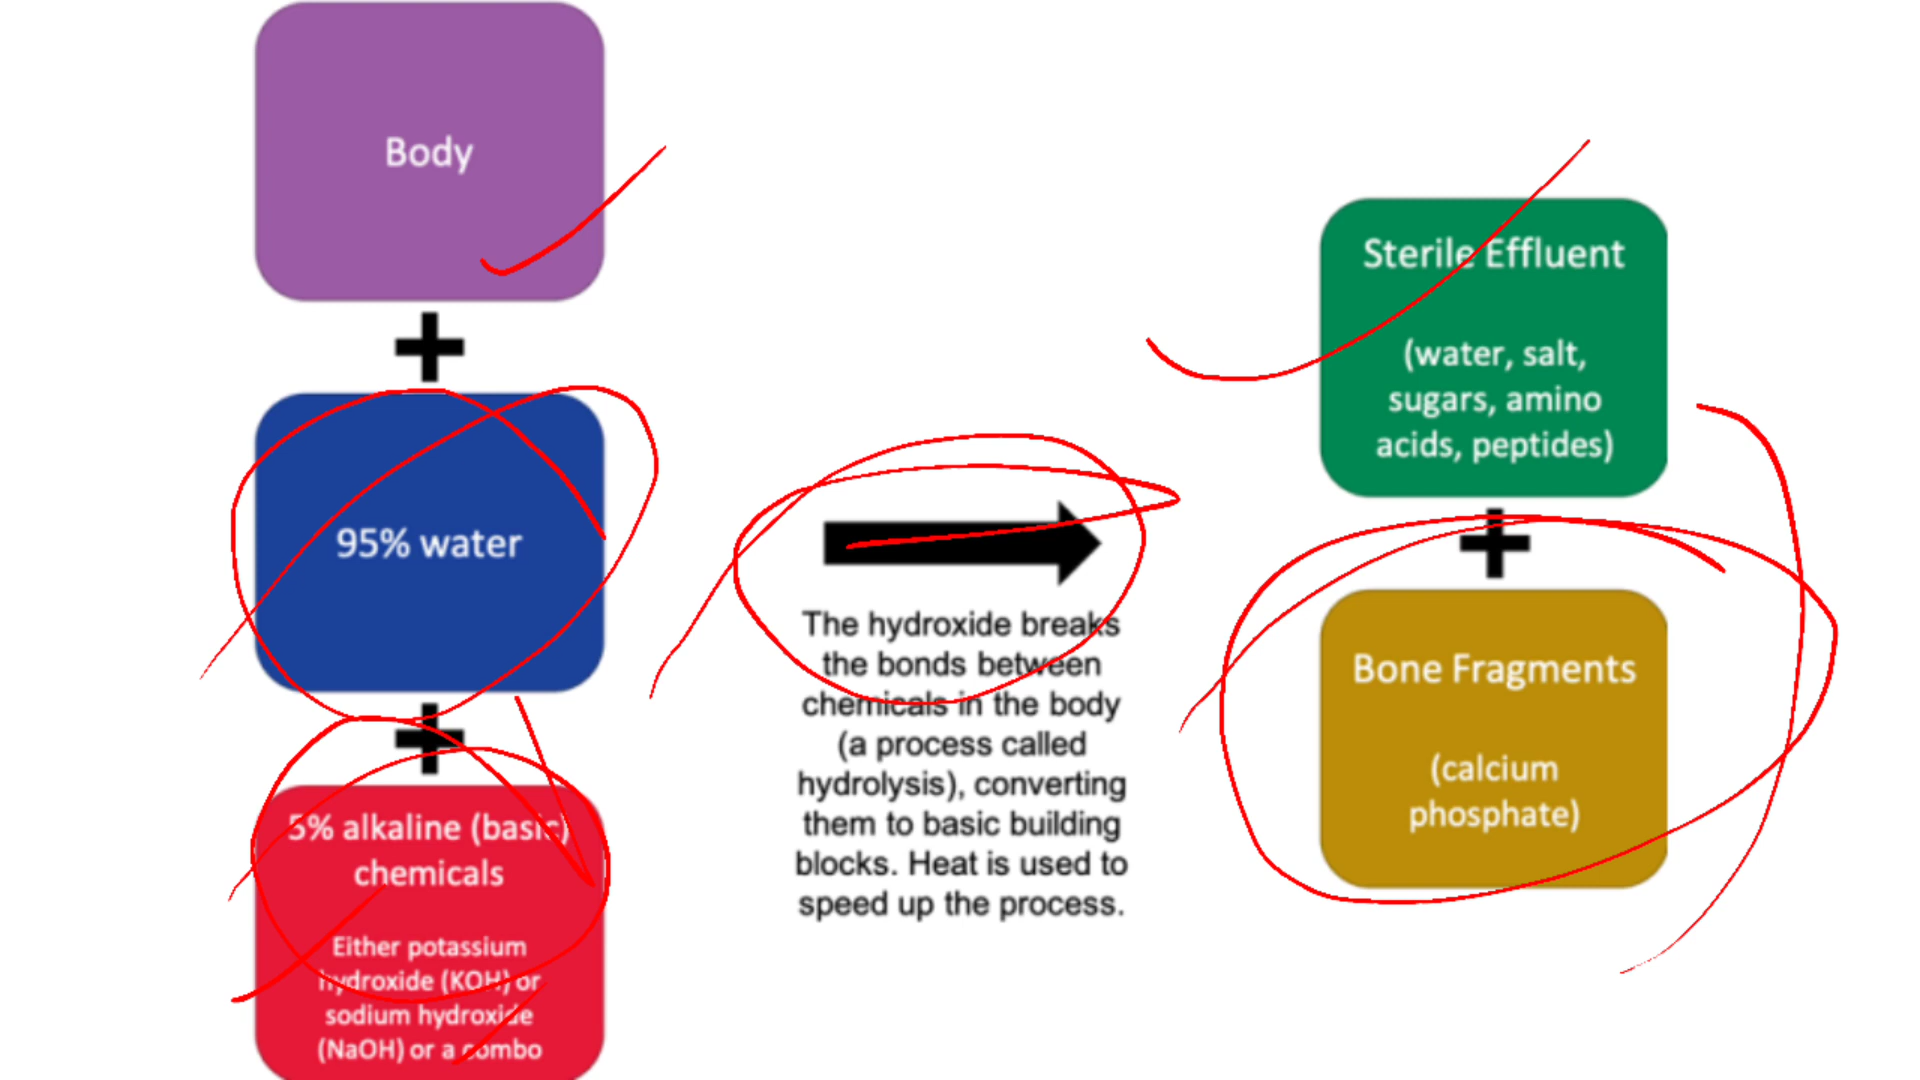 Body
95% water
5% alkaline (basic)
chemicals
Either potassium
hydroxide (KOH) or
sodium hydroxide
(NaOH) or a combo
The hydroxide breaks
the bonds between
chemicals in the body
(a process called
hydrolysis), converting
them to basic building
blocks. Heat is used to
speed up the process.
Sterile Effluent
(water, salt,
sugars, amino
acids, peptides)
Bone Fragments
(calcium
phosphate)